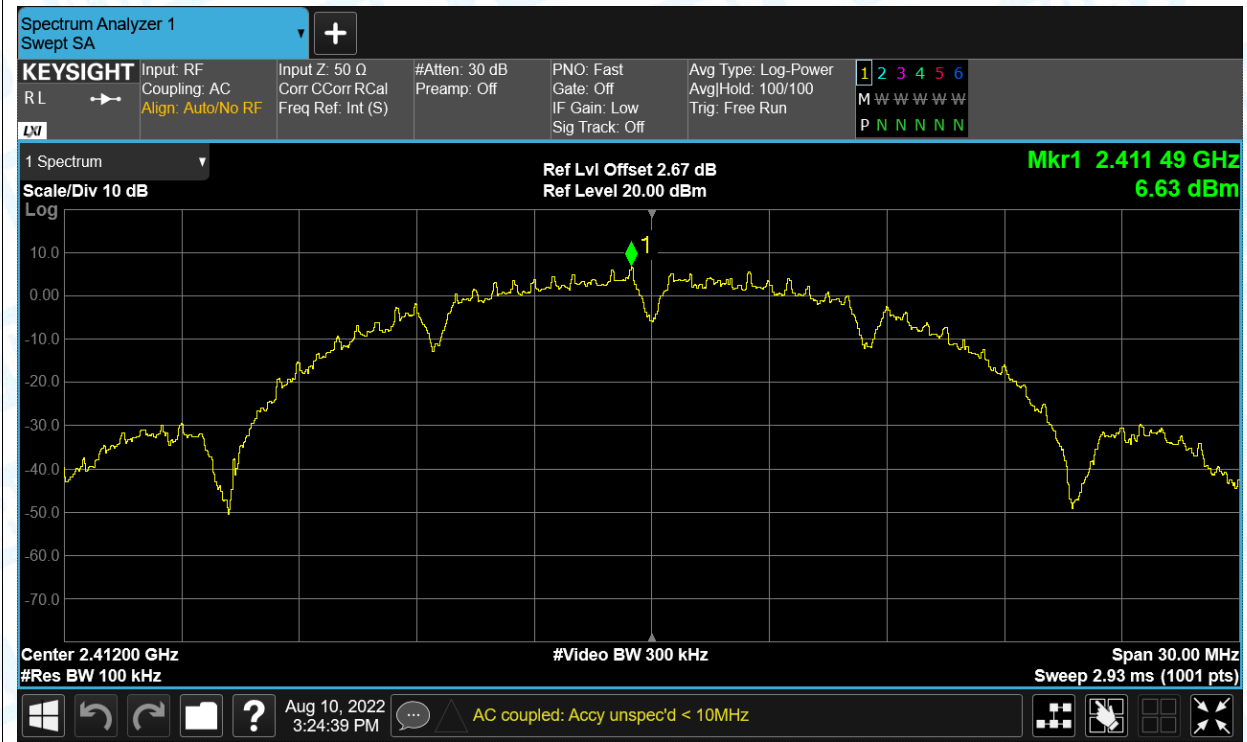 Spectrum Analyzer 1
Swept SA
KEYSIGHT
R L
LXI
Input: RF
Coupling: AC
Align: Auto/No RF
Input Z: 50 Ω
Corr CCorr RCal
Freq Ref: Int (S)
#Atten: 30 dB
Preamp: Off
PNO: Fast
Gate: Off
IF Gain: Low
Sig Track: Off
Avg Type: Log-Power
Avg|Hold: 100/100
Trig: Free Run
1 2 3 4 5 6
M W W W W W
P N N N N N
1 Spectrum
Scale/Div 10 dB
Log
Ref Lvl Offset 2.67 dB
Ref Level 20.00 dBm
Mkr1 2.411 49 GHz
6.63 dBm
1
10.0
0.00
-10.0
-20.0
-30.0
-40.0
-50.0
-60.0
-70.0
Center 2.41200 GHz
#Res BW 100 kHz
#Video BW 300 kHz
Span 30.00 MHz
Sweep 2.93 ms (1001 pts)
?
Aug 10, 2022
3:24:39 PM
AC coupled: Accy unspec'd < 10MHz